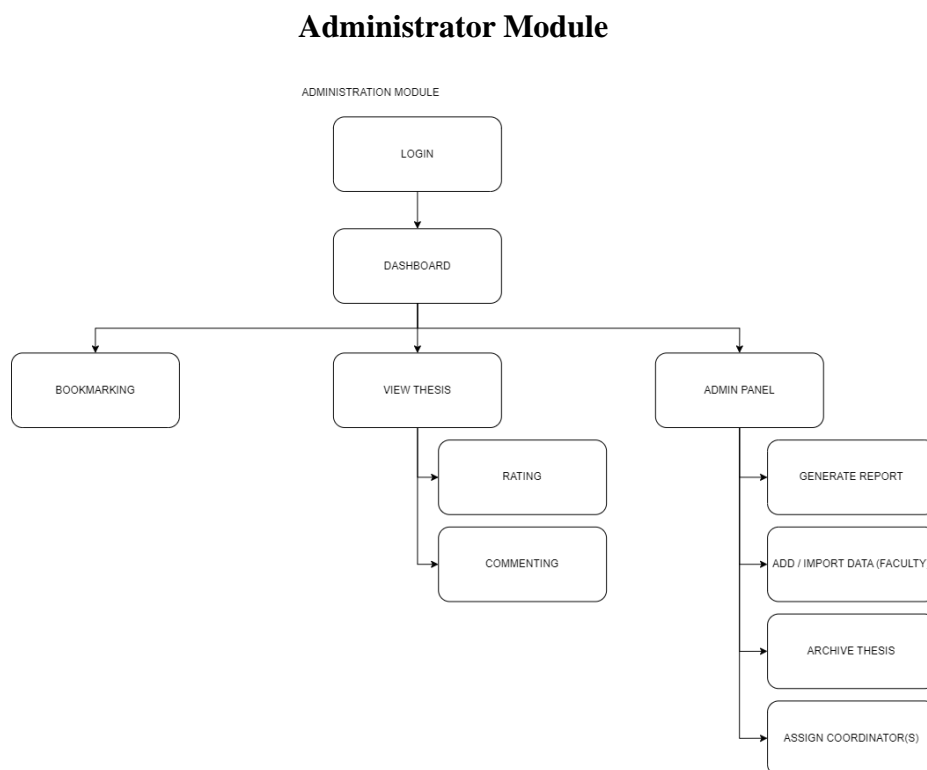 Administrator Module
ADMINISTRATION MODULE
LOGIN
DASHBOARD
BOOKMARKING
VIEW THESIS
ADMIN PANEL
RATING
GENERATE REPORT
COMMENTING
ADD / IMPORT DATA (FACULTY
ARCHIVE THESIS
ASSIGN COORDINATOR(S)